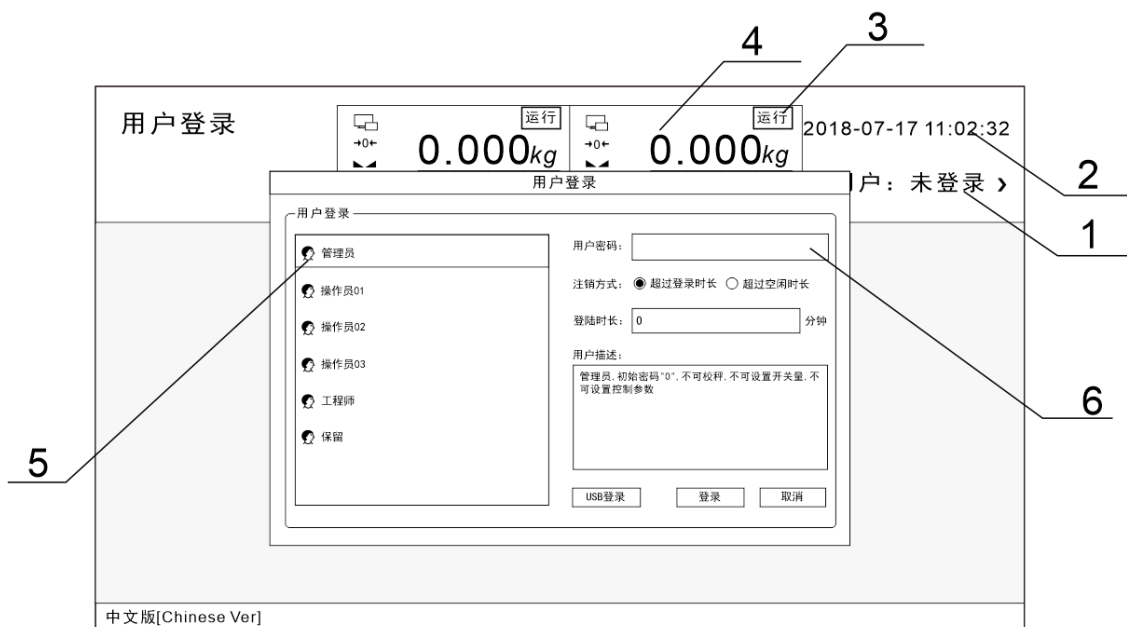 4
3
用户登录
运行
运行
→0←
→0←
0.000kg
0.000kg
2018-07-17 11:02:32
2
用户登录
户：未登录 ›
1
用户登录
管理员
用户密码：
操作员01
注销方式： 超过登录时长 超过空闲时长
操作员02
登陆时长： 0 分钟
操作员03
用户描述：
管理员,初始密码"0",不可校秤,不可设置开关量,不
可设置控制参数
工程师
6
保留
5
USB登录 登录 取消
中文版[Chinese Ver]